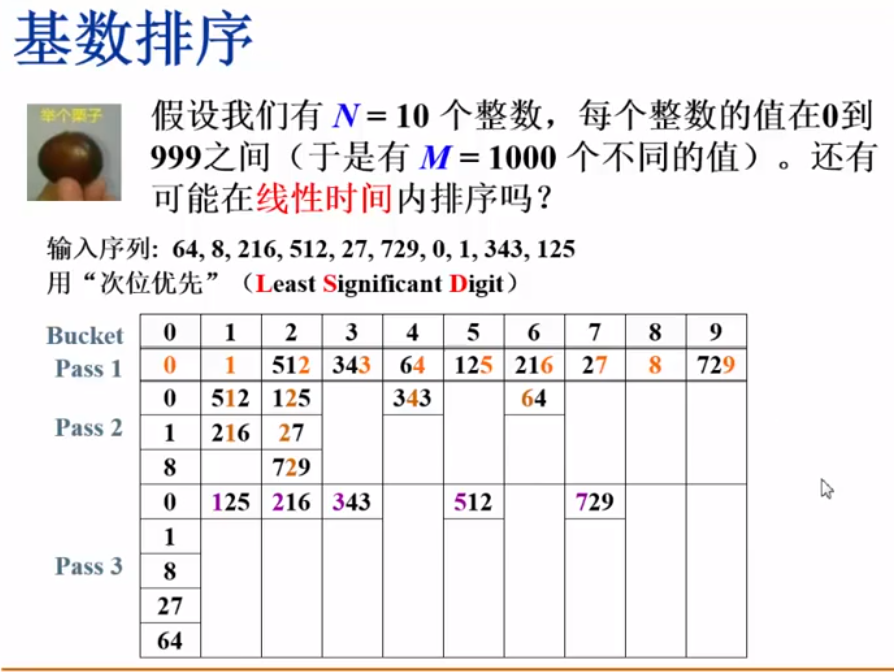 基数排序
举个栗子
假设我们有 N = 10 个整数，每个整数的值在0到
999之间（于是有 M = 1000 个不同的值）。还有
可能在线性时间内排序吗？
输入序列: 64, 8, 216, 512, 27, 729, 0, 1, 343, 125
用“次位优先”（Least Significant Digit）
Bucket 0 1 2 3 4 5 6 7 8 9
Pass 1 0 1 512 343 64 125 216 27 8 729
0 512 125 343 64
Pass 2 1 216 27
8 729
0 125 216 343 512 729
1
Pass 3 8
27
64